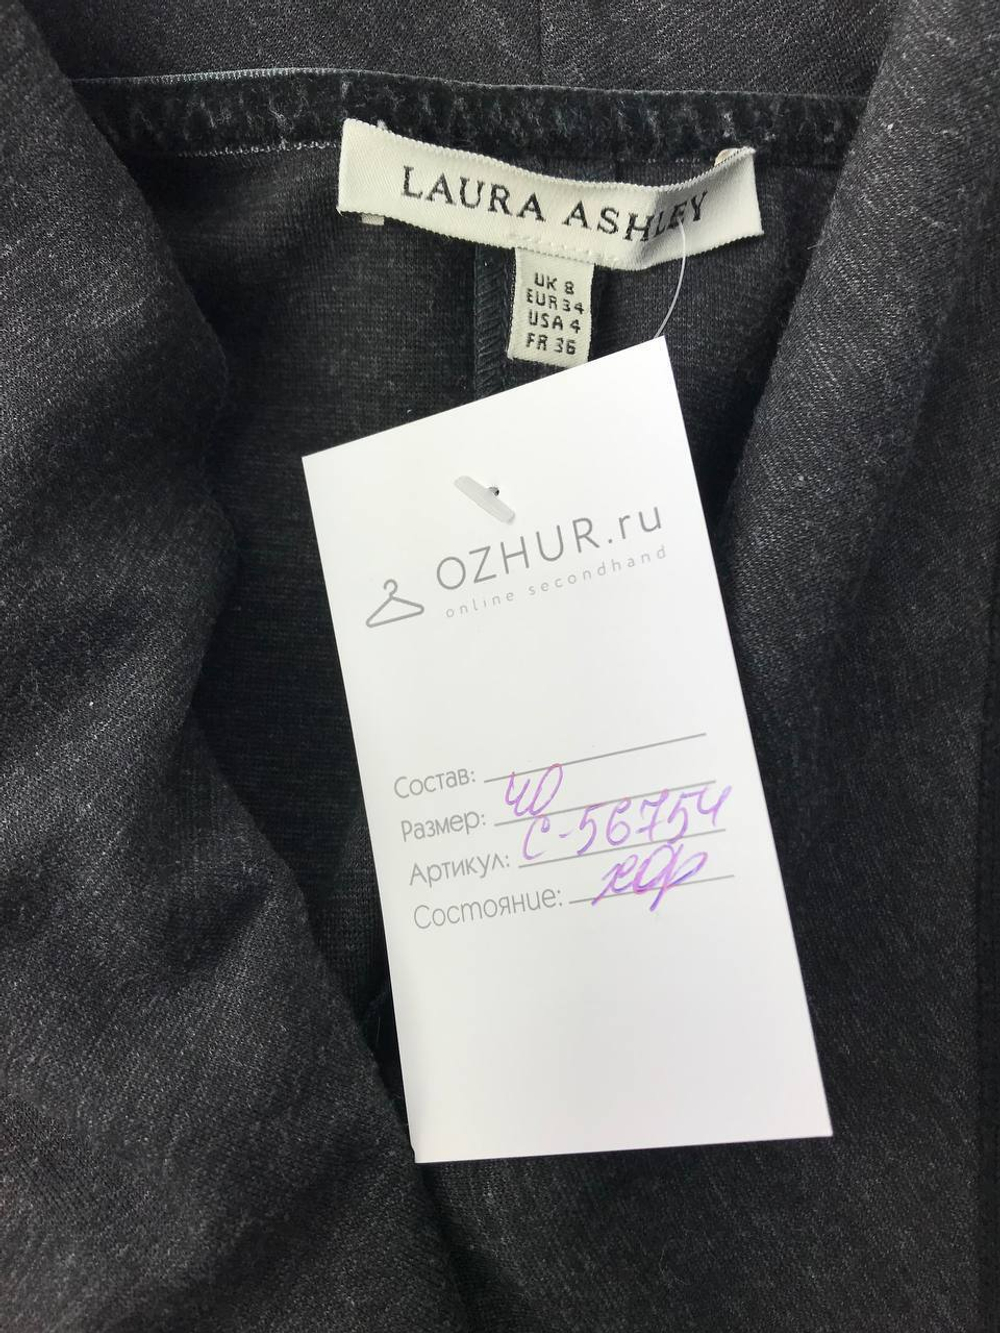 LAURA ASHLEY
UK 8
EUR 34
USA 4
FR 36
OZHUR.ru
online secondhand
Состав:
Размер: 40
Артикул: С-56754
Состояние: хор